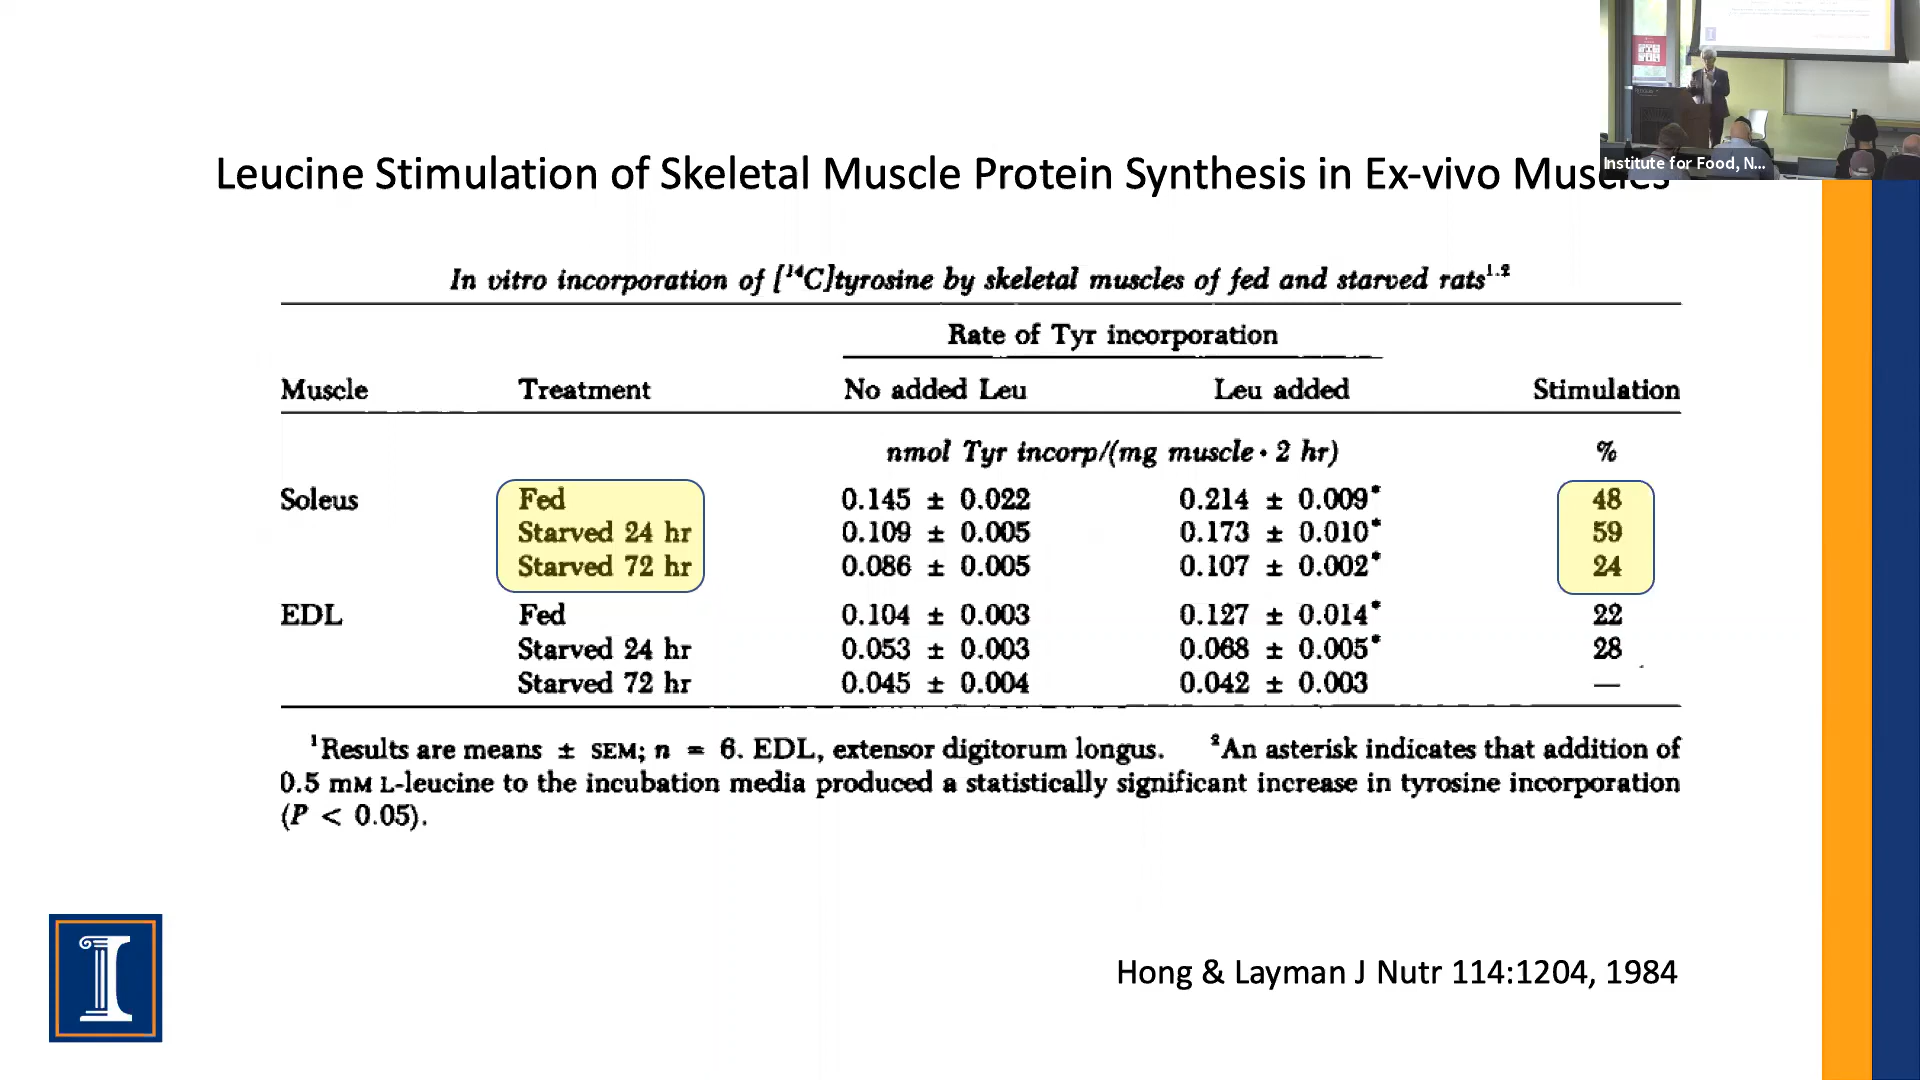 Institute for Food, N...
Leucine Stimulation of Skeletal Muscle Protein Synthesis in Ex-vivo Muscles
In vitro incorporation of [¹⁴C]tyrosine by skeletal muscles of fed and starved rats¹·²
Rate of Tyr incorporation
Muscle Treatment No added Leu Leu added Stimulation
nmol Tyr incorp/(mg muscle · 2 hr) %
Soleus Fed 0.145 ± 0.022 0.214 ± 0.009* 48
Starved 24 hr 0.109 ± 0.005 0.173 ± 0.010* 59
Starved 72 hr 0.086 ± 0.005 0.107 ± 0.002* 24
EDL Fed 0.104 ± 0.003 0.127 ± 0.014* 22
Starved 24 hr 0.053 ± 0.003 0.068 ± 0.005* 28
Starved 72 hr 0.045 ± 0.004 0.042 ± 0.003 —
¹Results are means ± SEM; n = 6. EDL, extensor digitorum longus. ²An asterisk indicates that addition of
0.5 mM L-leucine to the incubation media produced a statistically significant increase in tyrosine incorporation
(P < 0.05).
I
Hong & Layman J Nutr 114:1204, 1984